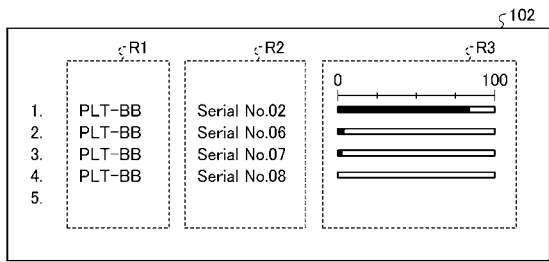 102
R1 R2 R3
0 100
1. PLT-BB Serial No.02
2. PLT-BB Serial No.06
3. PLT-BB Serial No.07
4. PLT-BB Serial No.08
5.